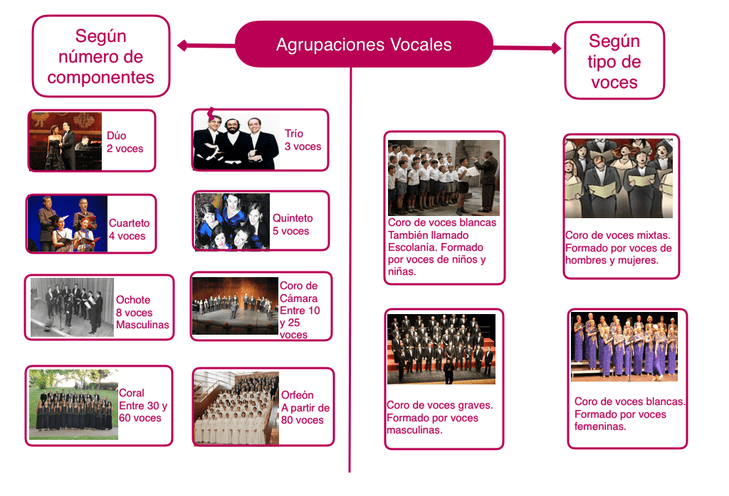 Agrupaciones Vocales
Según
número de
componentes
Dúo
2 voces
Trío
3 voces
Cuarteto
4 voces
Quinteto
5 voces
Ochote
8 voces
Masculinas
Coro de
Cámara
Entre 10
y 25
voces
Coral
Entre 30 y
60 voces
Orfeón
A partir de
80 voces
Según
tipo de
voces
Coro de voces blancas
También llamado
Escolanía. Formado
por voces de niños y
niñas.
Coro de voces mixtas.
Formado por voces de
hombres y mujeres.
Coro de voces graves.
Formado por voces
masculinas.
Coro de voces blancas.
Formado por voces
femeninas.